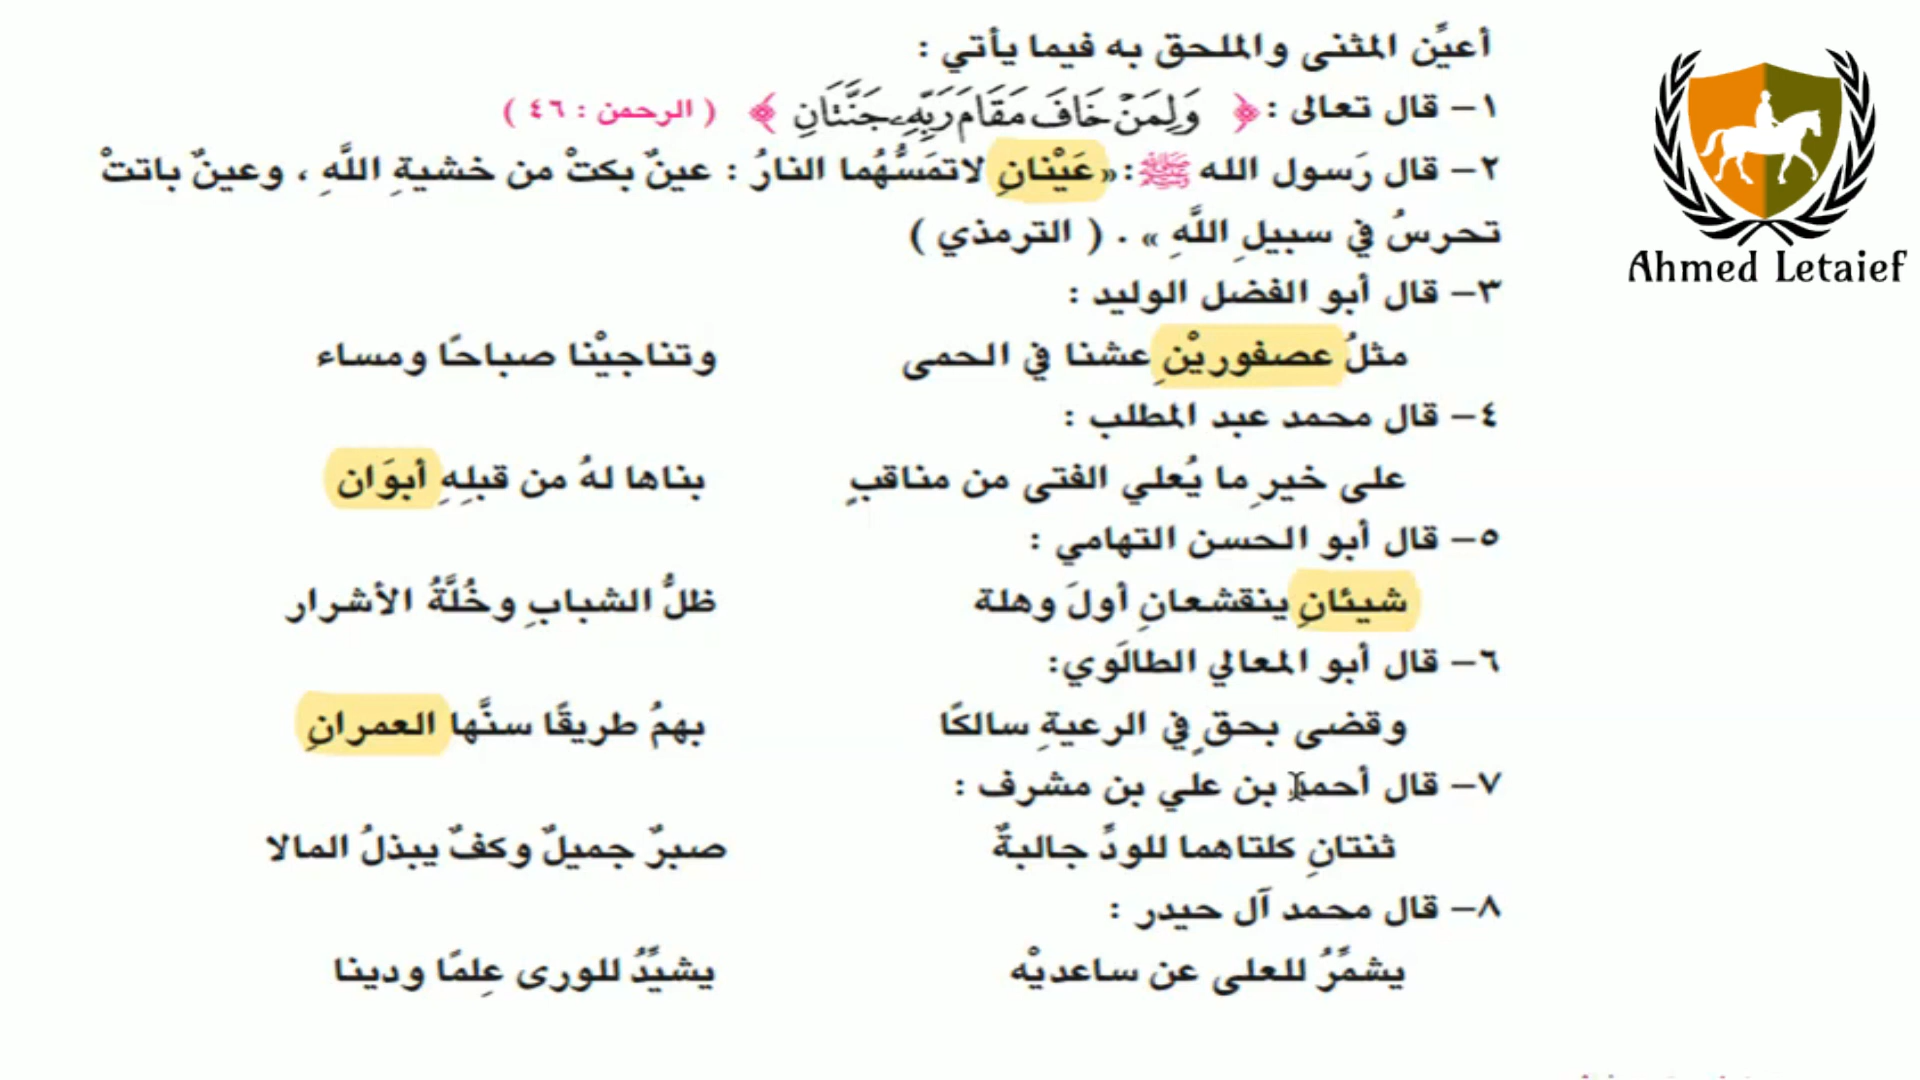 أعيِّن المثنى والملحق به فيما يأتي :
١– قال تعالى : ﴿ وَلِمَنْ خَافَ مَقَامَ رَبِّهِۦ جَنَّتَانِ ﴾ ( الرحمن : ٤٦ )
٢– قال رَسول الله ﷺ : « عَيْنانِ لاتمَسُّهُما النارُ : عينٌ بكتْ من خشيةِ اللَّهِ ، وعينٌ باتتْ
تحرسُ في سبيلِ اللَّهِ » . ( الترمذي )
٣– قال أبو الفضل الوليد :
مثلُ عصفوريْنِ عشنا في الحمى وتناجيْنا صباحًا ومساء
٤– قال محمد عبد المطلب :
على خيرِ ما يُعلي الفتى من مناقبٍ بناها لهُ من قبلِهِ أبوَان
٥– قال أبو الحسن التهامي :
شيئانِ ينقشعانِ أولَ وهلة ظلُّ الشبابِ وخُلَّةُ الأشرار
٦– قال أبو المعالي الطالَوي:
وقضى بحقٍ في الرعيةِ سالكًا بهمُ طريقًا سنَّها العمرانِ
٧– قال أحمد بن علي بن مشرف :
ثنتانِ كلتاهما للودِّ جالبةٌ صبرٌ جميلٌ وكفٌ يبذلُ المالا
٨– قال محمد آل حيدر :
يشمِّرُ للعلى عن ساعديْه يشيِّدُ للورى عِلمًا ودينا
Ahmed Letaief